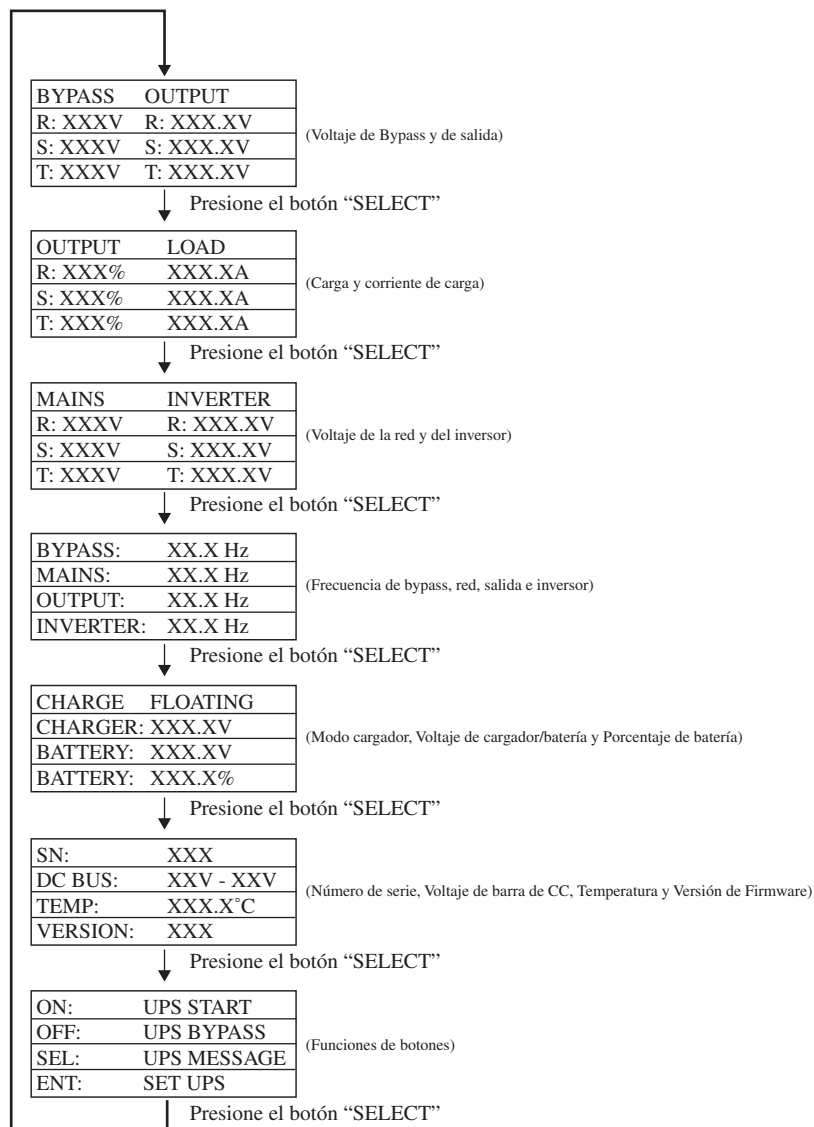 BYPASS OUTPUT
R: XXXV R: XXX.XV
S: XXXV S: XXX.XV
T: XXXV T: XXX.XV
(Voltaje de Bypass y de salida)
Presione el botón “SELECT”
OUTPUT LOAD
R: XXX% XXX.XA
S: XXX% XXX.XA
T: XXX% XXX.XA
(Carga y corriente de carga)
Presione el botón “SELECT”
MAINS INVERTER
R: XXXV R: XXX.XV
S: XXXV S: XXX.XV
T: XXXV T: XXX.XV
(Voltaje de la red y del inversor)
Presione el botón “SELECT”
BYPASS: XX.X Hz
MAINS: XX.X Hz
OUTPUT: XX.X Hz
INVERTER: XX.X Hz
(Frecuencia de bypass, red, salida e inversor)
Presione el botón “SELECT”
CHARGE FLOATING
CHARGER: XXX.XV
BATTERY: XXX.XV
BATTERY: XXX.X%
(Modo cargador, Voltaje de cargador/batería y Porcentaje de batería)
Presione el botón “SELECT”
SN: XXX
DC BUS: XXV - XXV
TEMP: XXX.X˚C
VERSION: XXX
(Número de serie, Voltaje de barra de CC, Temperatura y Versión de Firmware)
Presione el botón “SELECT”
ON: UPS START
OFF: UPS BYPASS
SEL: UPS MESSAGE
ENT: SET UPS
(Funciones de botones)
Presione el botón “SELECT”